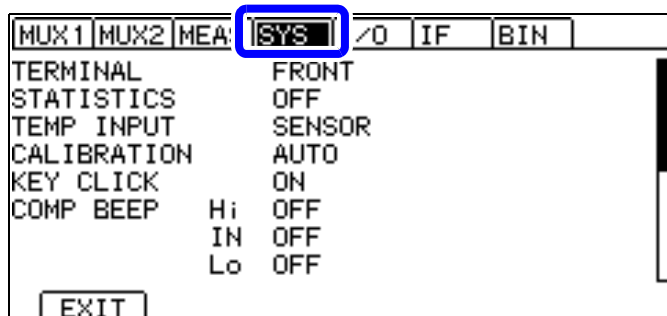 MUX1 MUX2 MEA SYS /O IF BIN
TERMINAL FRONT
STATISTICS OFF
TEMP INPUT SENSOR
CALIBRATION AUTO
KEY CLICK ON
COMP BEEP Hi OFF
IN OFF
Lo OFF
EXIT